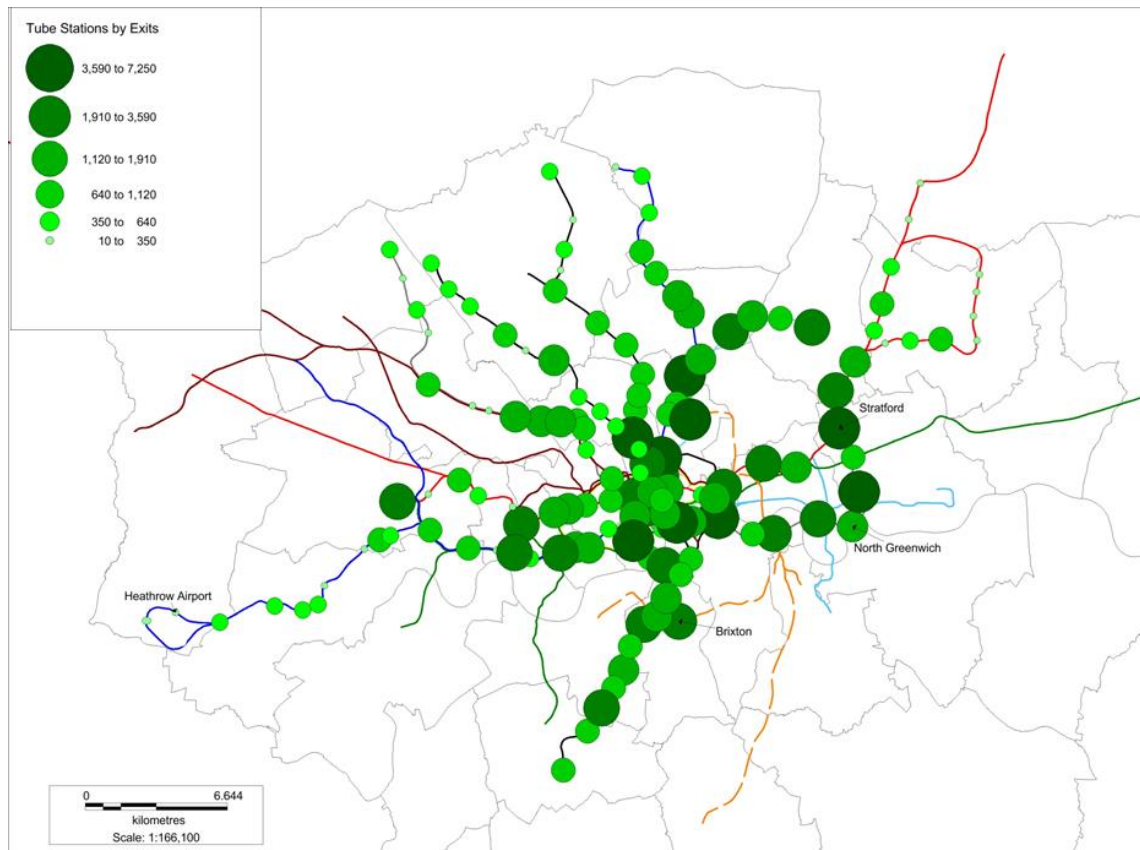 Tube Stations by Exits
3,590 to 7,250
1,910 to 3,590
1,120 to 1,910
640 to 1,120
350 to 640
10 to 350
Stratford
North Greenwich
Heathrow Airport
Brixton
0 6.644
kilometres
Scale: 1:166,100